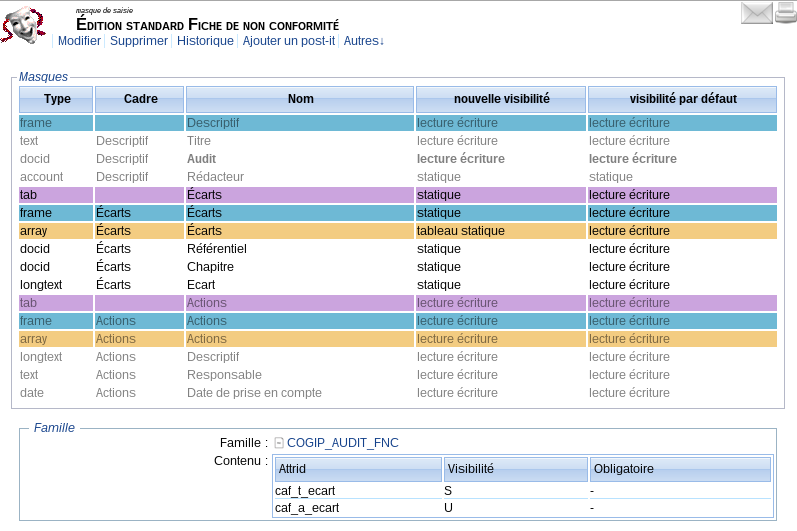 masque de saisie
Édition standard Fiche de non conformité
Modifier Supprimer Historique Ajouter un post-it Autres↓
Masques
Type Cadre Nom nouvelle visibilité visibilité par défaut
frame Descriptif lecture écriture lecture écriture
text Descriptif Titre lecture écriture lecture écriture
docid Descriptif Audit lecture écriture lecture écriture
account Descriptif Rédacteur statique statique
tab Écarts statique lecture écriture
frame Écarts Écarts statique lecture écriture
array Écarts Écarts tableau statique lecture écriture
docid Écarts Référentiel statique lecture écriture
docid Écarts Chapitre statique lecture écriture
longtext Écarts Ecart statique lecture écriture
tab Actions lecture écriture lecture écriture
frame Actions Actions lecture écriture lecture écriture
array Actions Actions lecture écriture lecture écriture
longtext Actions Descriptif lecture écriture lecture écriture
text Actions Responsable lecture écriture lecture écriture
date Actions Date de prise en compte lecture écriture lecture écriture
Famille
Famille : COGIP_AUDIT_FNC
Contenu :
Attrid Visibilité Obligatoire
caf_t_ecart S -
caf_a_ecart U -